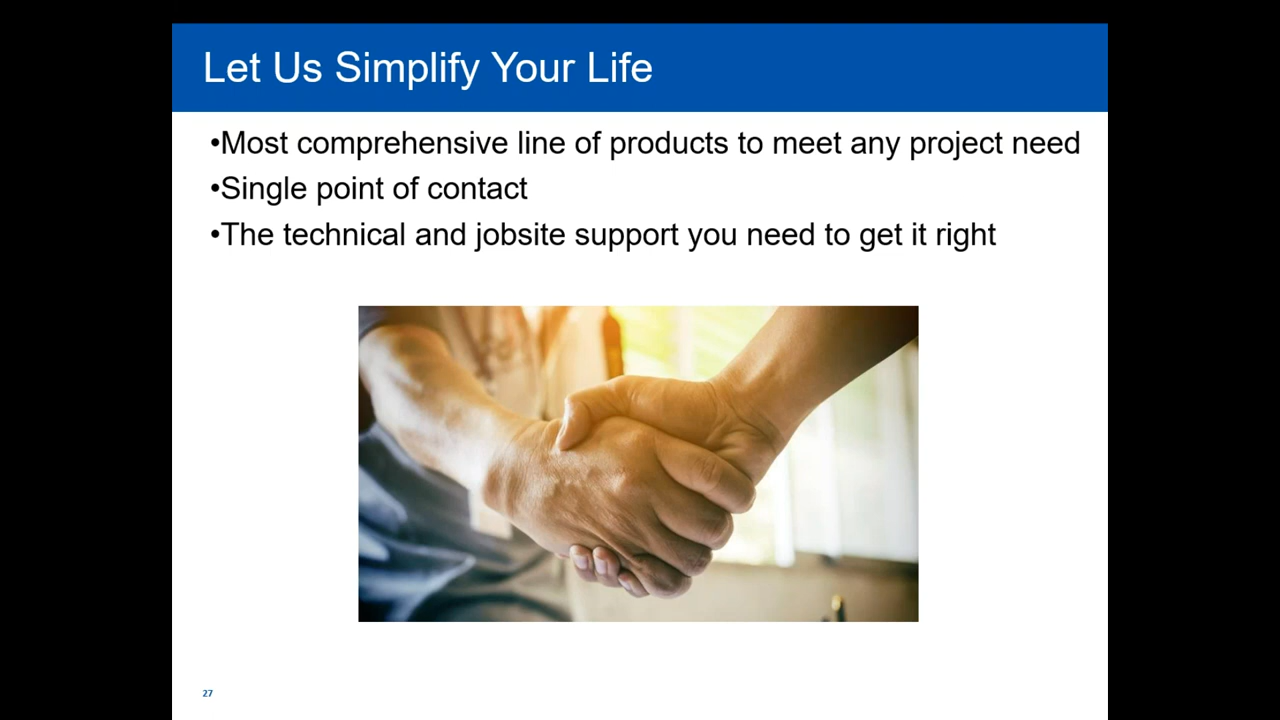 Let Us Simplify Your Life
•Most comprehensive line of products to meet any project need
•Single point of contact
•The technical and jobsite support you need to get it right
27